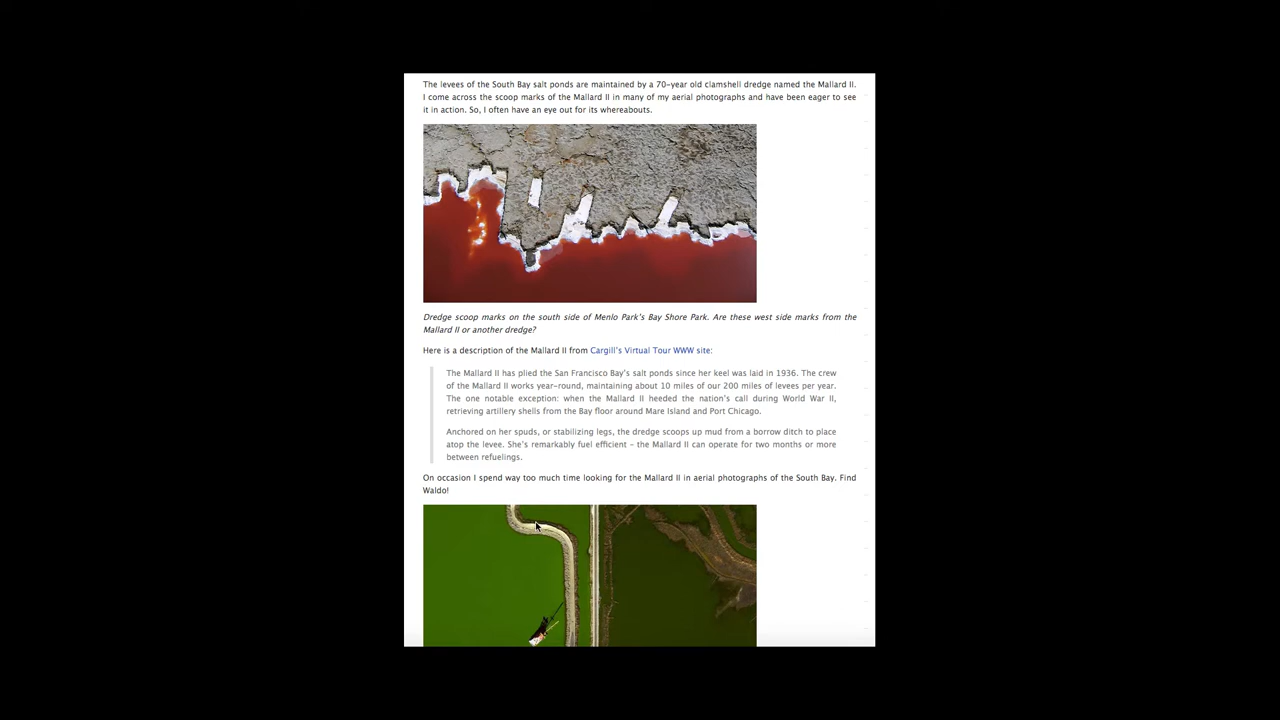 The levees of the South Bay salt ponds are maintained by a 70-year old clamshell dredge named the Mallard II.
I come across the scoop marks of the Mallard II in many of my aerial photographs and have been eager to see
it in action. So, I often have an eye out for its whereabouts.
Dredge scoop marks on the south side of Menlo Park's Bay Shore Park. Are these west side marks from the
Mallard II or another dredge?
Here is a description of the Mallard II from Cargill's Virtual Tour WWW site:
The Mallard II has plied the San Francisco Bay's salt ponds since her keel was laid in 1936. The crew
of the Mallard II works year-round, maintaining about 10 miles of our 200 miles of levees per year.
The one notable exception: when the Mallard II heeded the nation's call during World War II,
retrieving artillery shells from the Bay floor around Mare Island and Port Chicago.
Anchored on her spuds, or stabilizing legs, the dredge scoops up mud from a borrow ditch to place
atop the levee. She's remarkably fuel efficient - the Mallard II can operate for two months or more
between refuelings.
On occasion I spend way too much time looking for the Mallard II in aerial photographs of the South Bay. Find
Waldo!